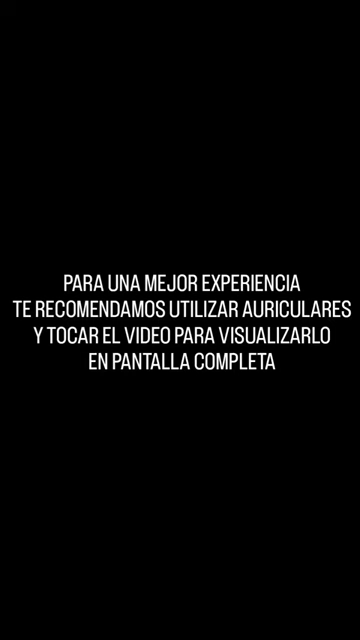 PARA UNA MEJOR EXPERIENCIA
TE RECOMENDAMOS UTILIZAR AURICULARES
Y TOCAR EL VIDEO PARA VISUALIZARLO
EN PANTALLA COMPLETA